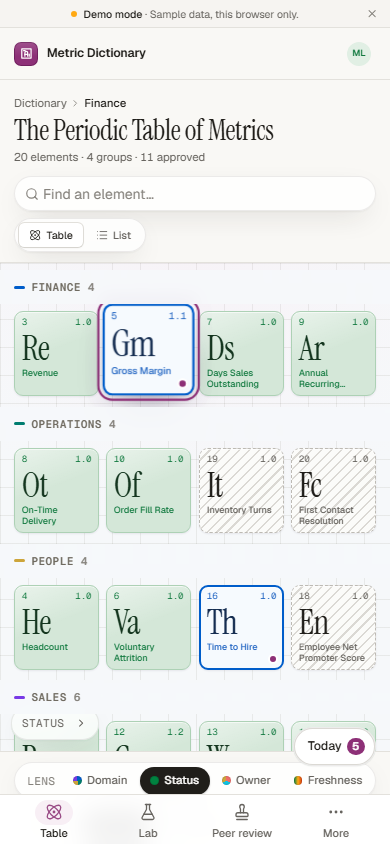 Demo mode · Sample data, this browser only.
Metric Dictionary
ML
Dictionary > Finance
The Periodic Table of Metrics
20 elements · 4 groups · 11 approved
Find an element…
Table
List
FINANCE 4
3 1.0
Re
Revenue
5 1.1
Gm
Gross Margin
7 1.0
Ds
Days Sales Outstanding
9 1.0
Ar
Annual Recurring…
OPERATIONS 4
8 1.0
Ot
On-Time Delivery
10 1.0
Of
Order Fill Rate
19 1.0
It
Inventory Turns
20 1.0
Fc
First Contact Resolution
PEOPLE 4
4 1.0
He
Headcount
6 1.0
Va
Voluntary Attrition
16 1.0
Th
Time to Hire
18 1.0
En
Employee Net Promoter Score
SALES 6
STATUS >
1.0
12 1.2
13 1.0
11 1.0
Today 5
LENS Domain Status Owner Freshness
Table
Lab
Peer review
More